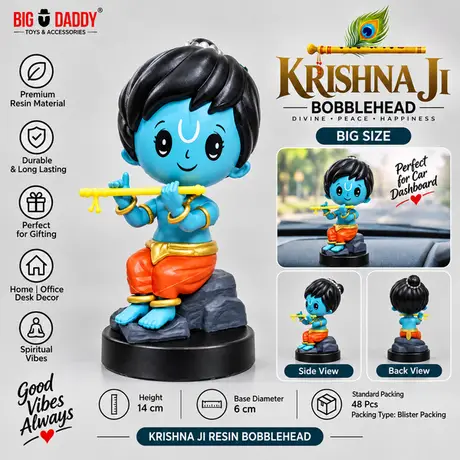 BIG DADDY®
TOYS & ACCESSORIES
KRISHNA JI
BOBBLEHEAD
DIVINE • PEACE • HAPPINESS
BIG SIZE
Premium
Resin Material
Durable
& Long Lasting
Perfect
for Gifting
Home | Office
Desk Decor
Spiritual
Vibes
Good
Vibes
Always
Perfect
for Car
Dashboard
Side View
Back View
Height
14 cm
Base Diameter
6 cm
Standard Packing
48 Pcs
Packing Type: Blister Packing
KRISHNA JI RESIN BOBBLEHEAD